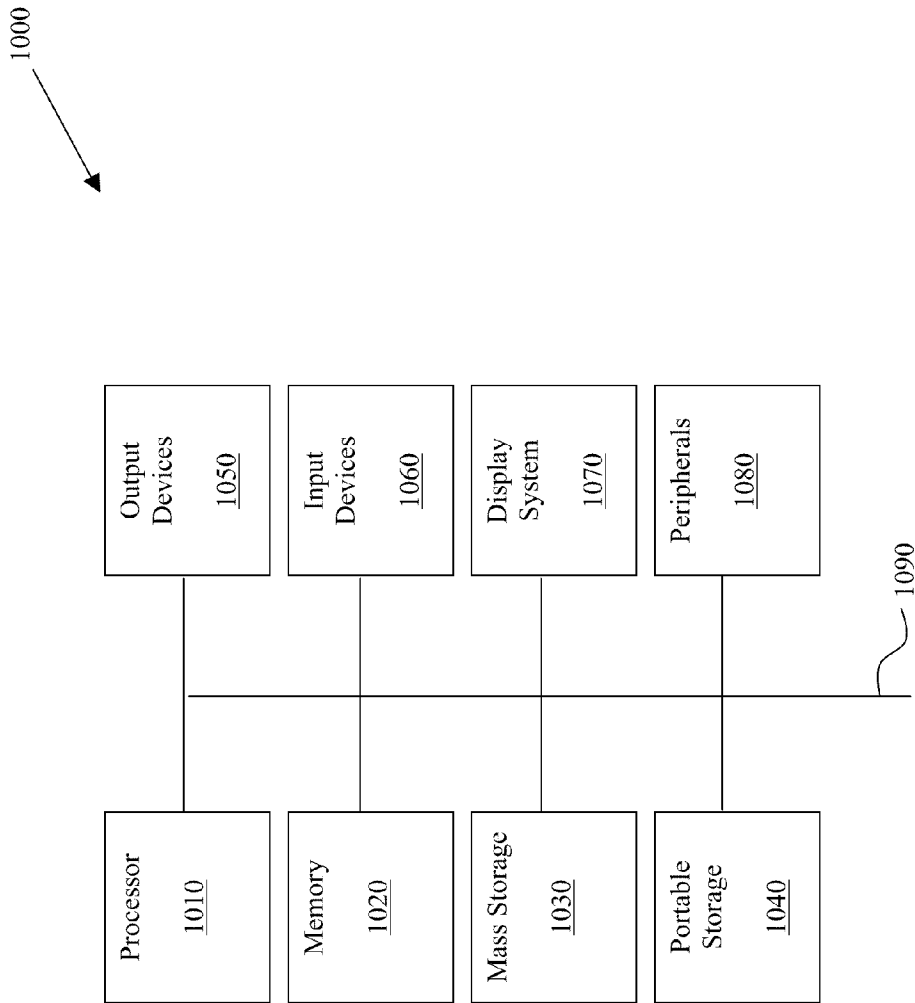 1000
Processor
1010
Memory
1020
Mass Storage
1030
Portable
Storage
1040
Output
Devices
1050
Input
Devices
1060
Display
System
1070
Peripherals
1080
1090